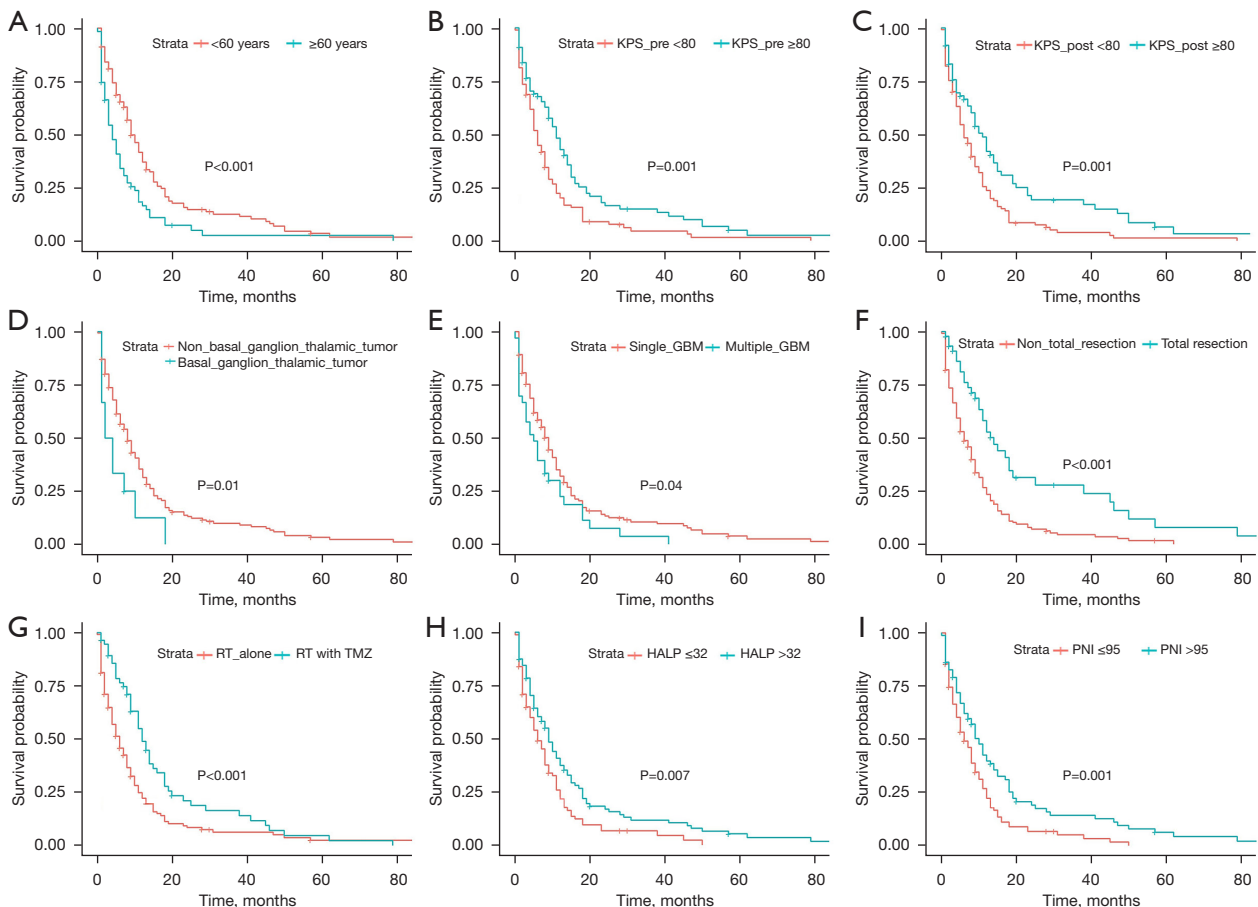 A
Strata <60 years ≥60 years
Survival probability
1.00
0.75
0.50
0.25
0.00
P<0.001
0 20 40 60 80
Time, months
B
Strata KPS_pre <80 KPS_pre ≥80
Survival probability
1.00
0.75
0.50
0.25
0.00
P=0.001
0 20 40 60 80
Time, months
C
Strata KPS_post <80 KPS_post ≥80
Survival probability
1.00
0.75
0.50
0.25
0.00
P=0.001
0 20 40 60 80
Time, months
D
Strata Non_basal_ganglion_thalamic_tumor
Basal_ganglion_thalamic_tumor
Survival probability
1.00
0.75
0.50
0.25
0.00
P=0.01
0 20 40 60 80
Time, months
E
Strata Single_GBM Multiple_GBM
Survival probability
1.00
0.75
0.50
0.25
0.00
P=0.04
0 20 40 60 80
Time, months
F
Strata Non_total_resection Total resection
Survival probability
1.00
0.75
0.50
0.25
0.00
P<0.001
0 20 40 60 80
Time, months
G
Strata RT_alone RT with TMZ
Survival probability
1.00
0.75
0.50
0.25
0.00
P<0.001
0 20 40 60 80
Time, months
H
Strata HALP ≤32 HALP >32
Survival probability
1.00
0.75
0.50
0.25
0.00
P=0.007
0 20 40 60 80
Time, months
I
Strata PNI ≤95 PNI >95
Survival probability
1.00
0.75
0.50
0.25
0.00
P=0.001
0 20 40 60 80
Time, months